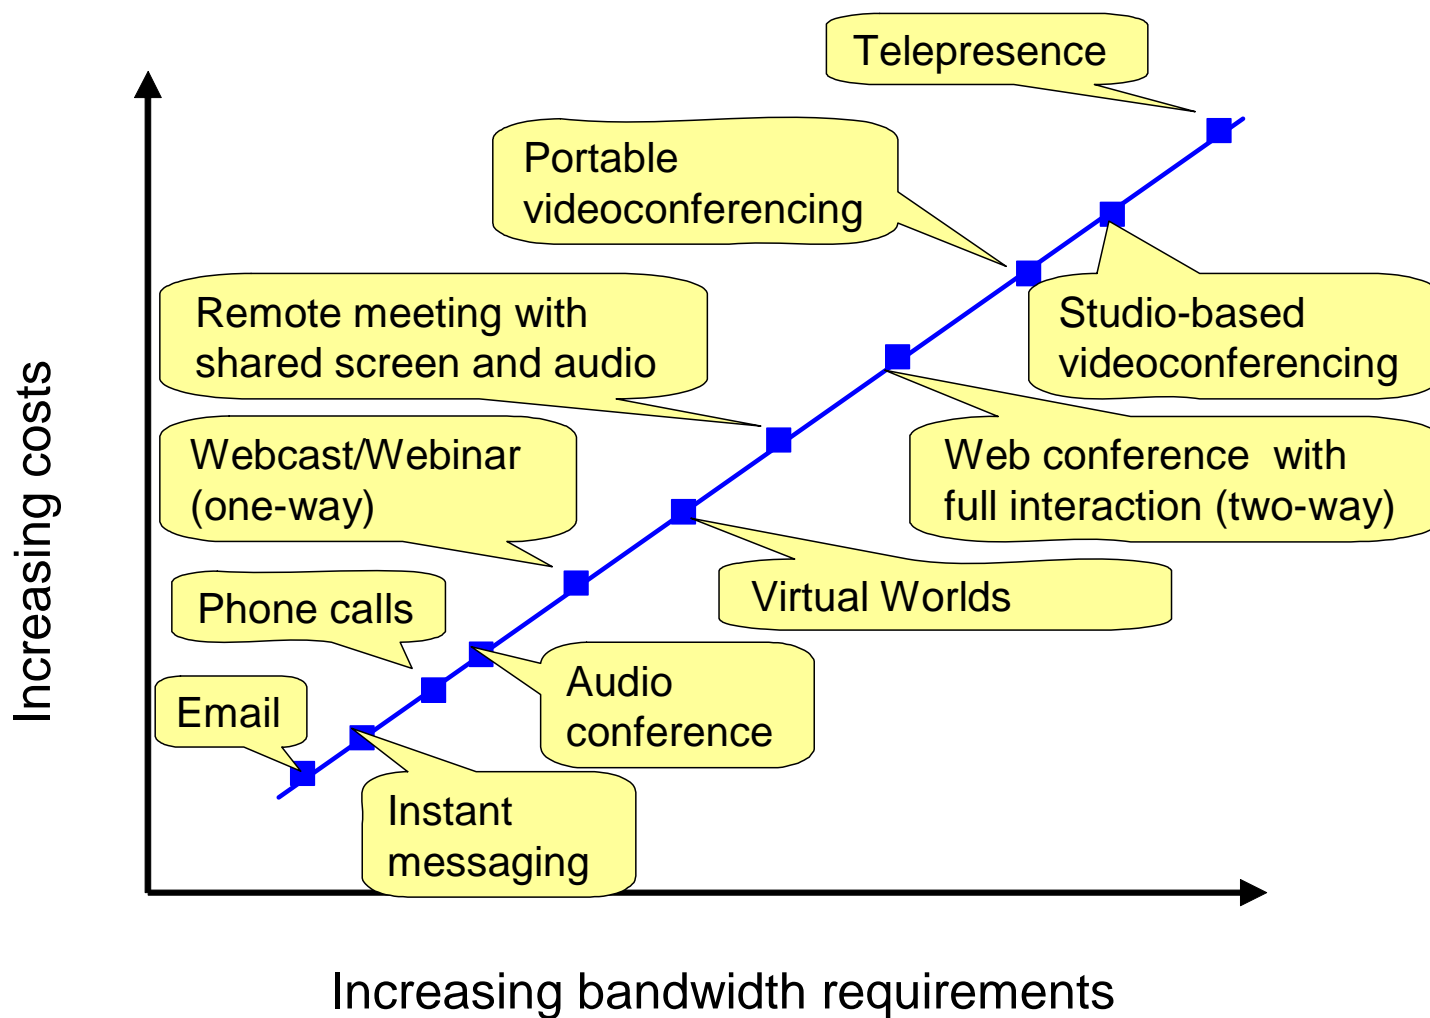 Telepresence
Portable
videoconferencing
Remote meeting with
shared screen and audio
Studio-based
videoconferencing
Webcast/Webinar
(one-way)
Web conference  with
full interaction (two-way)
Phone calls
Virtual Worlds
Email
Audio
conference
Instant
messaging
Increasing costs
Increasing bandwidth requirements